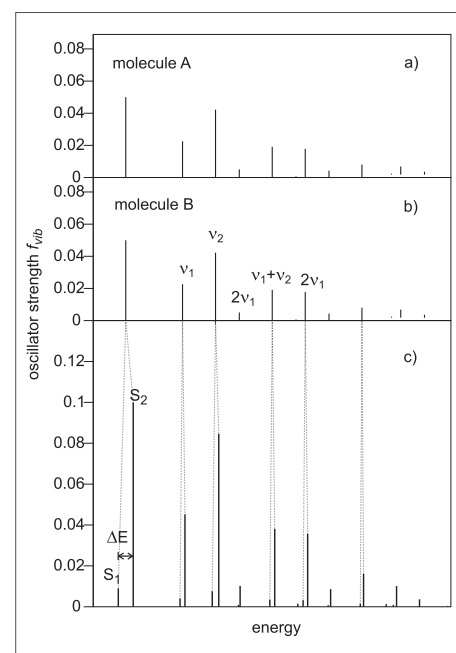 0.08
molecule A
a)
0.06
0.04
0.02
0
0.08
molecule B
b)
0.06
ν2
0.04
ν1
ν1+ν2
2ν1
2ν1
0.02
0
oscillator strength fvib
c)
0.12
S2
0.1
0.08
0.06
0.04
ΔE
0.02
S1
0
energy